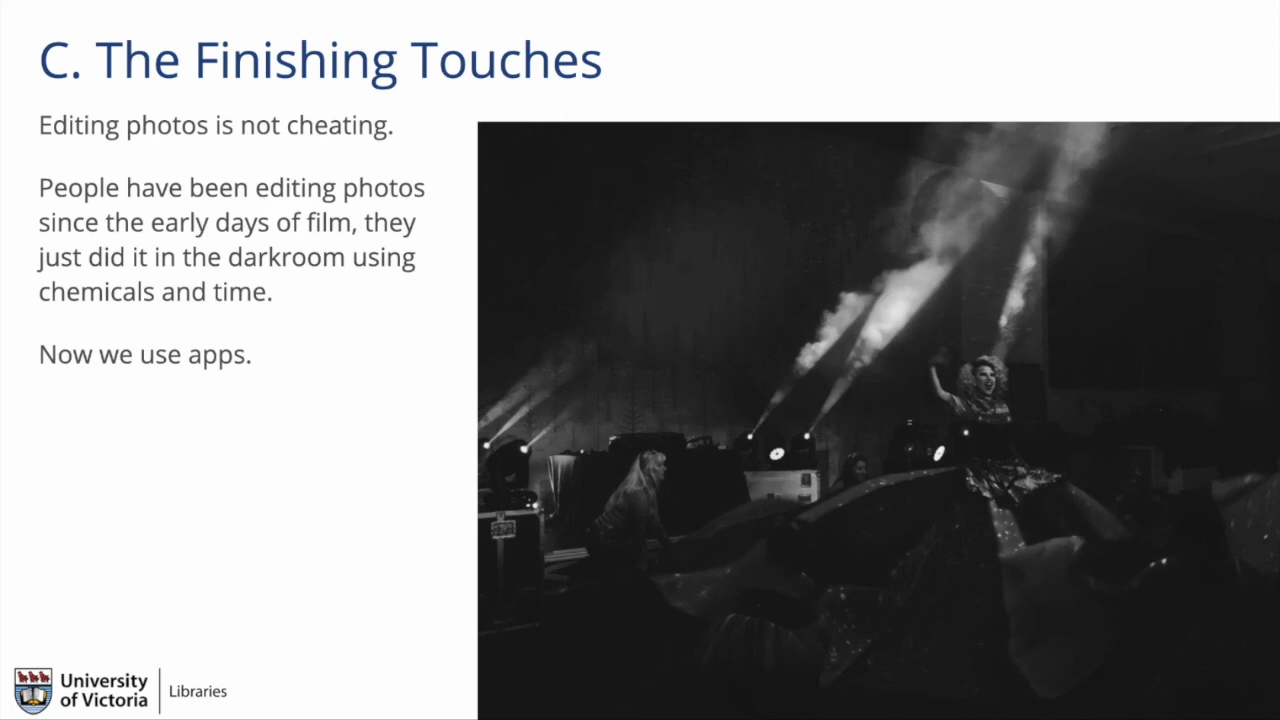 C. The Finishing Touches
Editing photos is not cheating.
People have been editing photos
since the early days of film, they
just did it in the darkroom using
chemicals and time.
Now we use apps.
University
of Victoria
Libraries